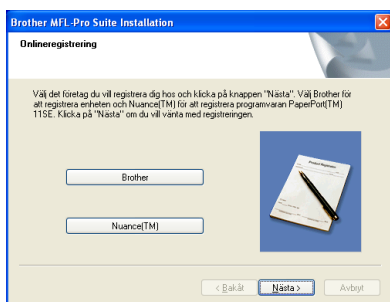 Brother MFL-Pro Suite Installation
Onlineregistrering
Välj det företag du vill registrera dig hos och klicka på knappen "Nästa". Välj Brother för
att registrera enheten och Nuance(TM) för att registrera programvaran PaperPort(TM)
11SE. Klicka på "Nästa" om du vill vänta med registreringen.
Brother
Product Registration
Nuance(TM)
< Bakåt
Nästa >
Avbryt